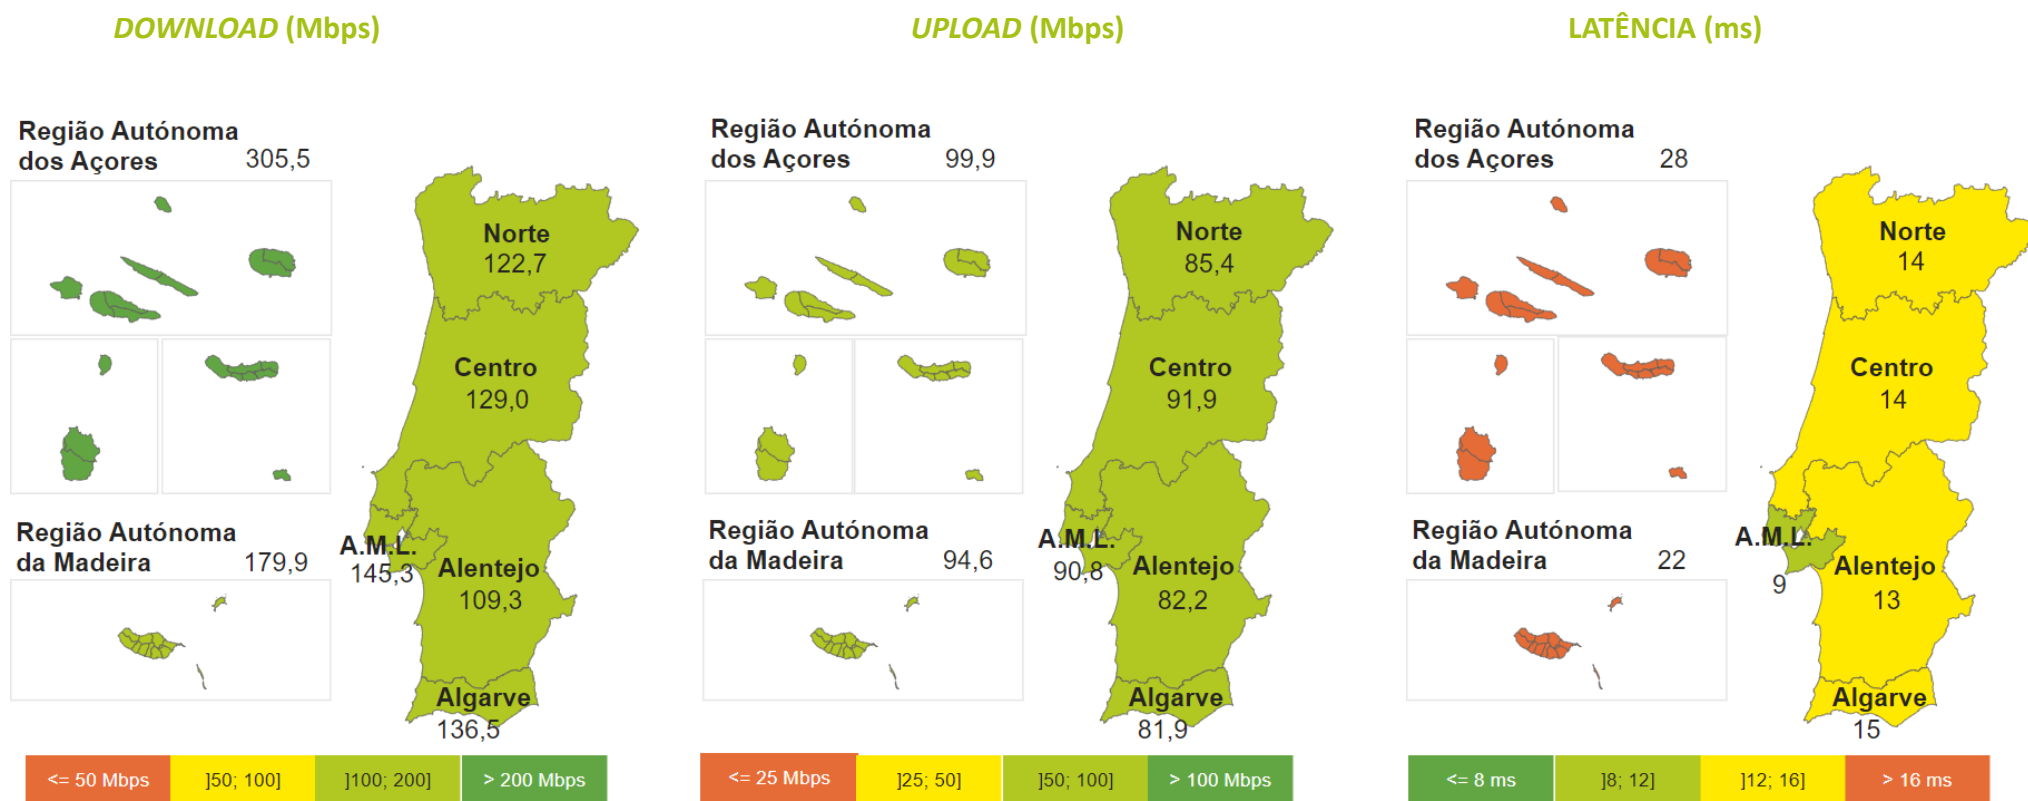 DOWNLOAD (Mbps)
Região Autónoma
dos Açores 305,5
Norte
122,7
Centro
129,0
Região Autónoma
da Madeira 179,9
A.M.L.
145,3
Alentejo
109,3
Algarve
136,5
<= 50 Mbps ]50; 100] ]100; 200] > 200 Mbps
UPLOAD (Mbps)
Região Autónoma
dos Açores 99,9
Norte
85,4
Centro
91,9
Região Autónoma
da Madeira 94,6
A.M.L.
90,8
Alentejo
82,2
Algarve
81,9
<= 25 Mbps ]25; 50] ]50; 100] > 100 Mbps
LATÊNCIA (ms)
Região Autónoma
dos Açores 28
Norte
14
Centro
14
Região Autónoma
da Madeira 22
A.M.L.
9
Alentejo
13
Algarve
15
<= 8 ms ]8; 12] ]12; 16] > 16 ms